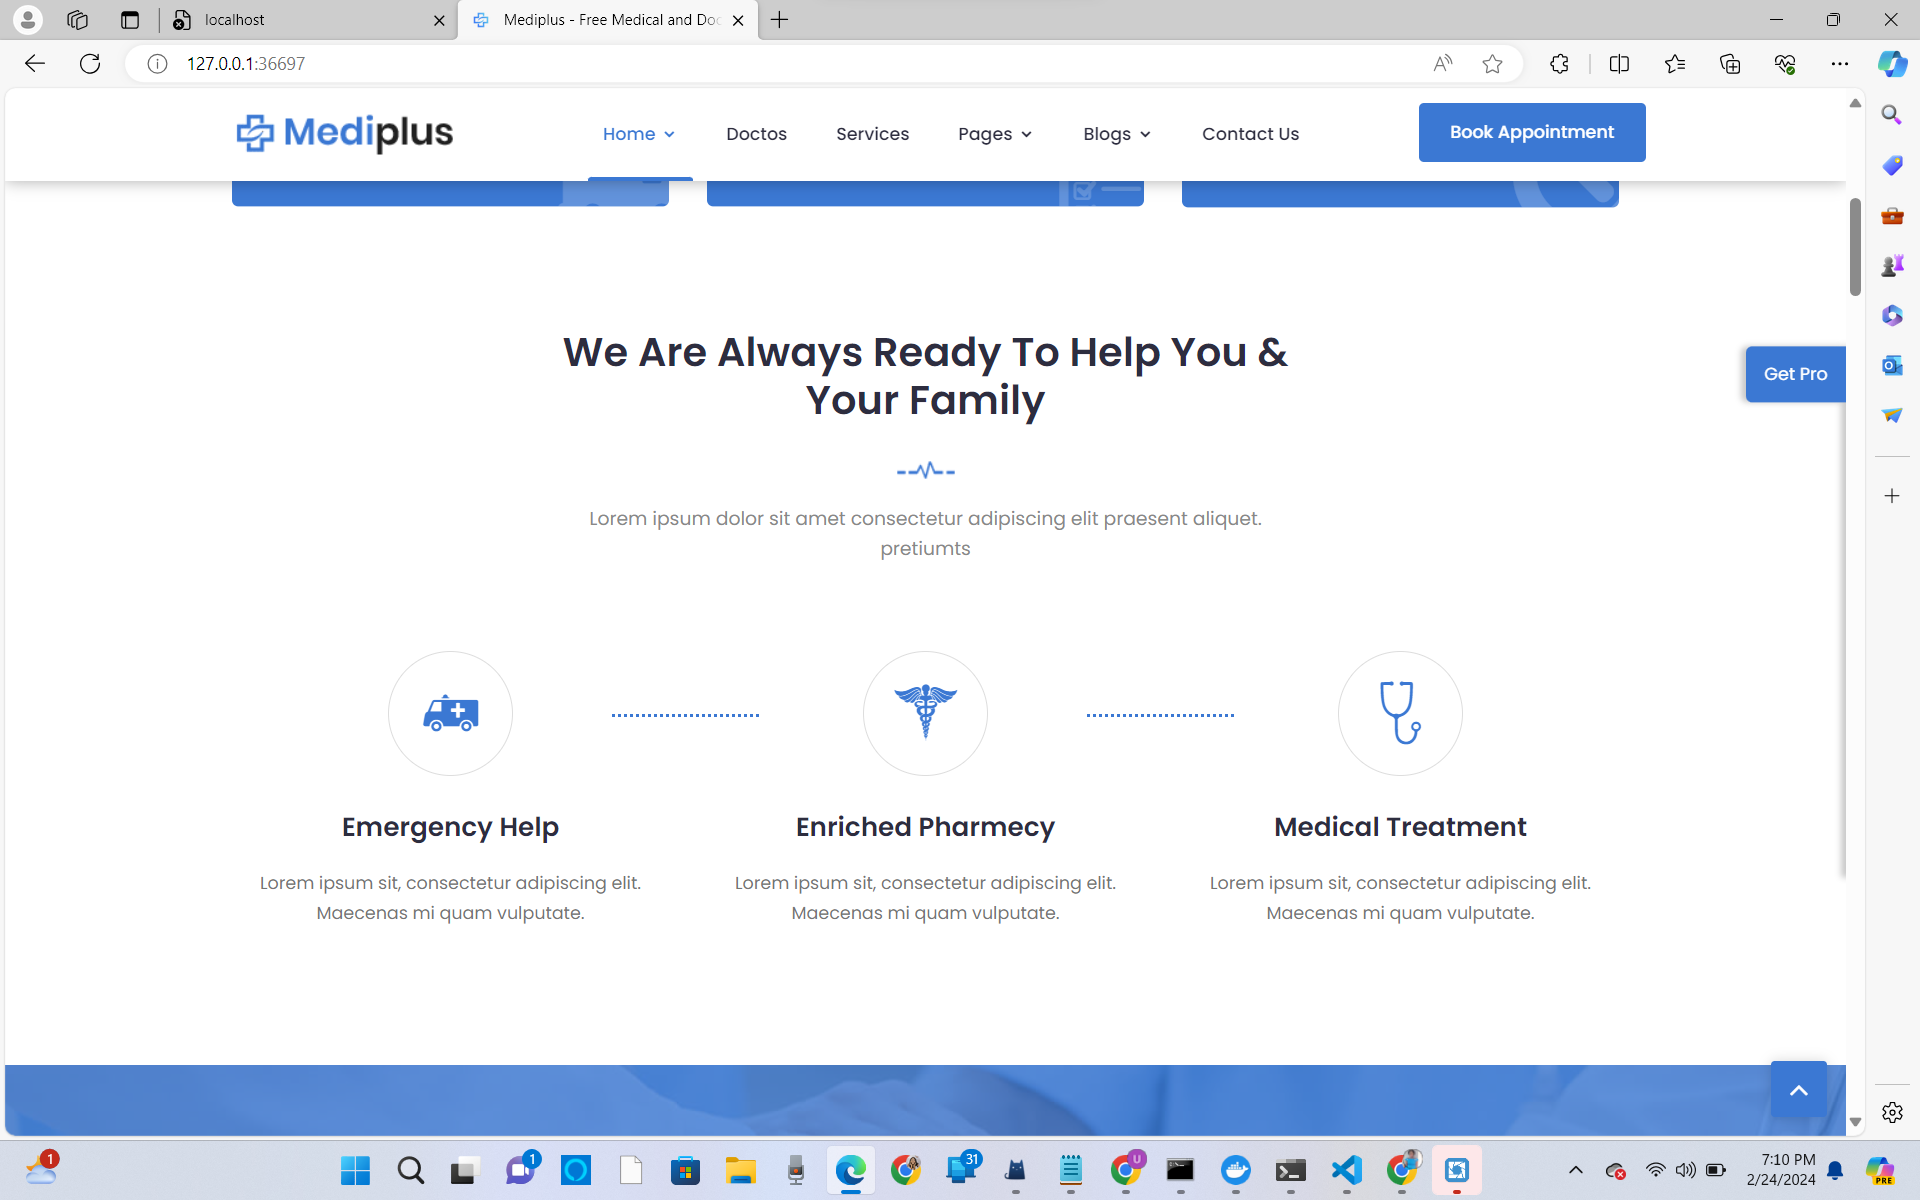 localhost
Mediplus - Free Medical and Doc
127.0.0.1:36697
Mediplus
Home
Doctos
Services
Pages
Blogs
Contact Us
Book Appointment
We Are Always Ready To Help You &
Your Family
Get Pro
Lorem ipsum dolor sit amet consectetur adipiscing elit praesent aliquet.
pretiumts
Emergency Help
Enriched Pharmecy
Medical Treatment
Lorem ipsum sit, consectetur adipiscing elit.
Maecenas mi quam vulputate.
Lorem ipsum sit, consectetur adipiscing elit.
Maecenas mi quam vulputate.
Lorem ipsum sit, consectetur adipiscing elit.
Maecenas mi quam vulputate.
1
1
31
U
7:10 PM
2/24/2024
PRE